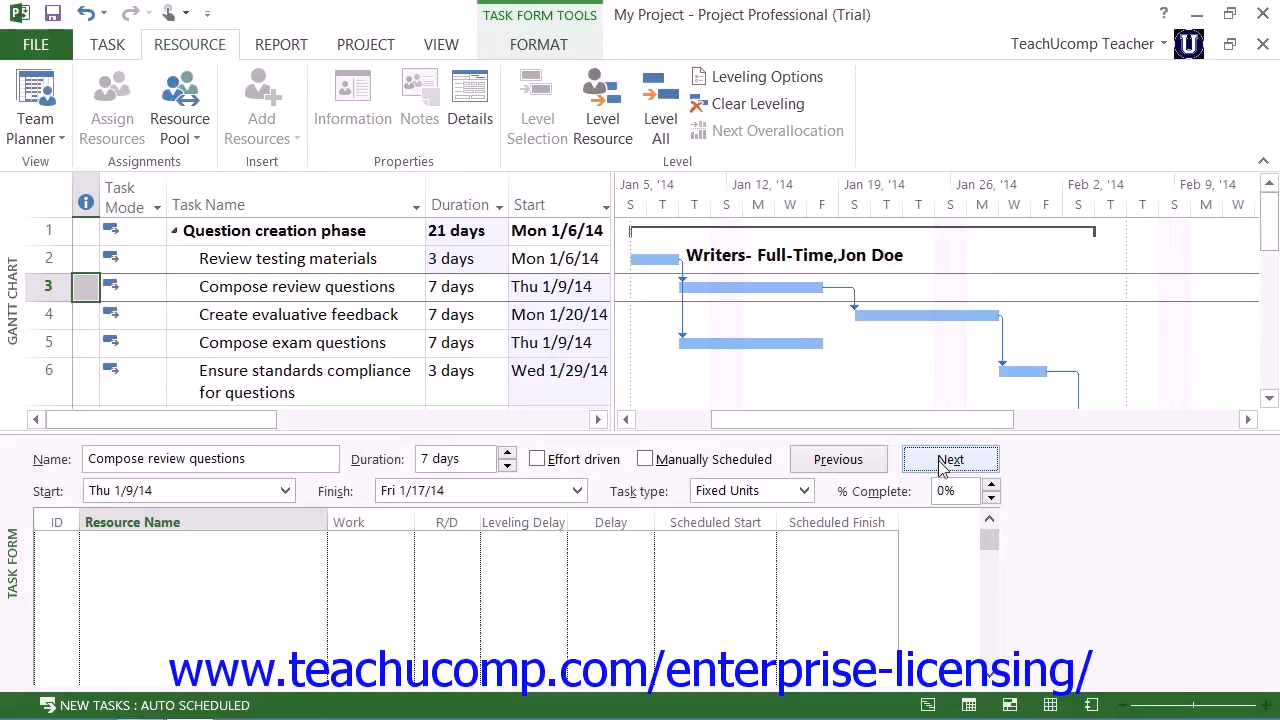 TASK FORM TOOLS
My Project - Project Professional (Trial)
?
FILE TASK RESOURCE REPORT PROJECT VIEW FORMAT
TeachUcomp Teacher
U
Team Planner
Assign Resources
Resource Pool
Add Resources
Information
Notes
Details
Level Selection
Level Resource
Level All
Leveling Options
Clear Leveling
Next Overallocation
View Assignments Insert Properties Level
Task Mode Task Name Duration Start
Jan 5, '14 Jan 12, '14 Jan 19, '14 Jan 26, '14 Feb 2, '14 Feb 9, '14
S T T S M W F S T T S M W F S T T S M W
1 Question creation phase 21 days Mon 1/6/14
2 Review testing materials 3 days Mon 1/6/14
Writers- Full-Time,Jon Doe
3 Compose review questions 7 days Thu 1/9/14
4 Create evaluative feedback 7 days Mon 1/20/14
5 Compose exam questions 7 days Thu 1/9/14
6 Ensure standards compliance for questions 3 days Wed 1/29/14
GANTT CHART
Name: Compose review questions Duration: 7 days Effort driven Manually Scheduled Previous Next
Start: Thu 1/9/14 Finish: Fri 1/17/14 Task type: Fixed Units % Complete: 0%
ID Resource Name Work R/D Leveling Delay Delay Scheduled Start Scheduled Finish
TASK FORM
www.teachucomp.com/enterprise-licensing/
NEW TASKS : AUTO SCHEDULED